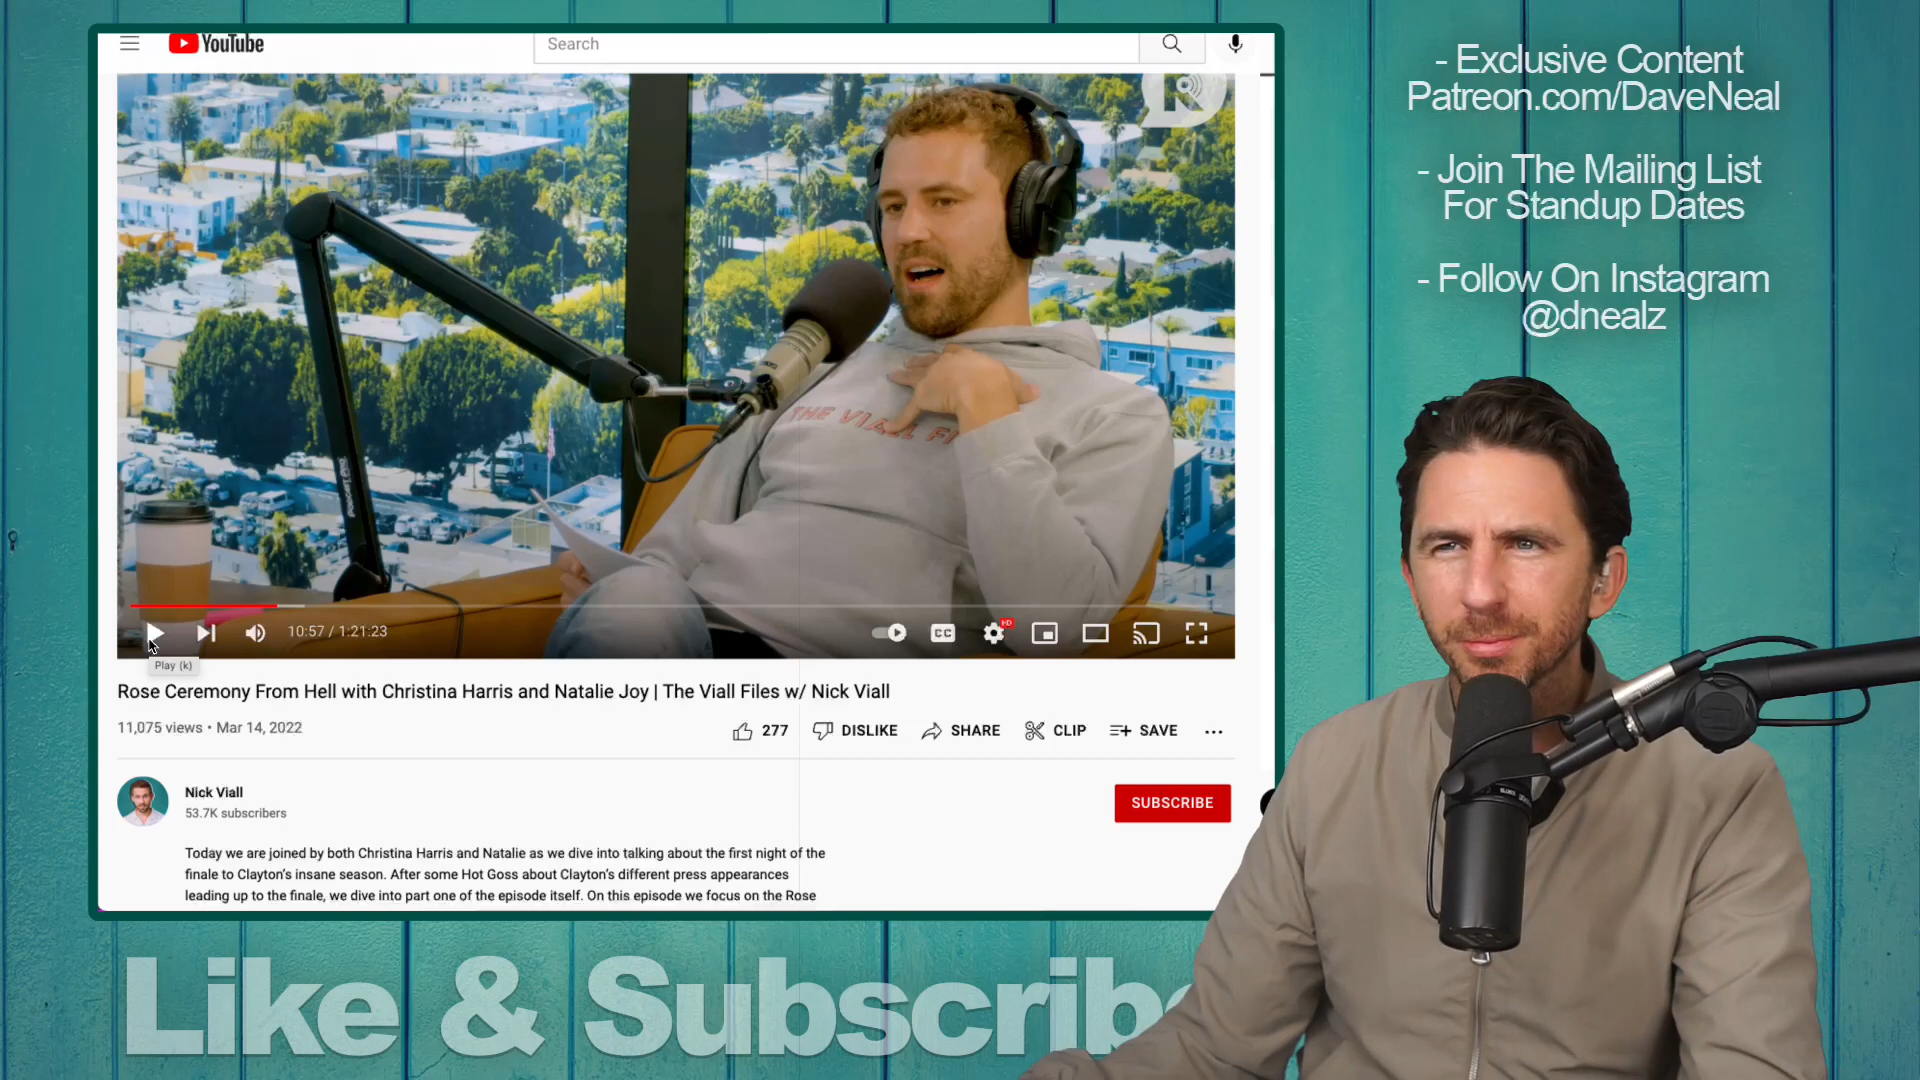 YouTube
Search
THE VIALL FI
HD
CC
10:57 / 1:21:23
Play (k)
Rose Ceremony From Hell with Christina Harris and Natalie Joy | The Viall Files w/ Nick Viall
11,075 views • Mar 14, 2022
277 DISLIKE SHARE CLIP SAVE
Nick Viall
53.7K subscribers
SUBSCRIBE
Today we are joined by both Christina Harris and Natalie as we dive into talking about the first night of the
finale to Clayton's insane season. After some Hot Goss about Clayton's different press appearances
leading up to the finale, we dive into part one of the episode itself. On this episode we focus on the Rose
- Exclusive Content
Patreon.com/DaveNeal
- Join The Mailing List
For Standup Dates
- Follow On Instagram
@dnealz
Like & Subscribe